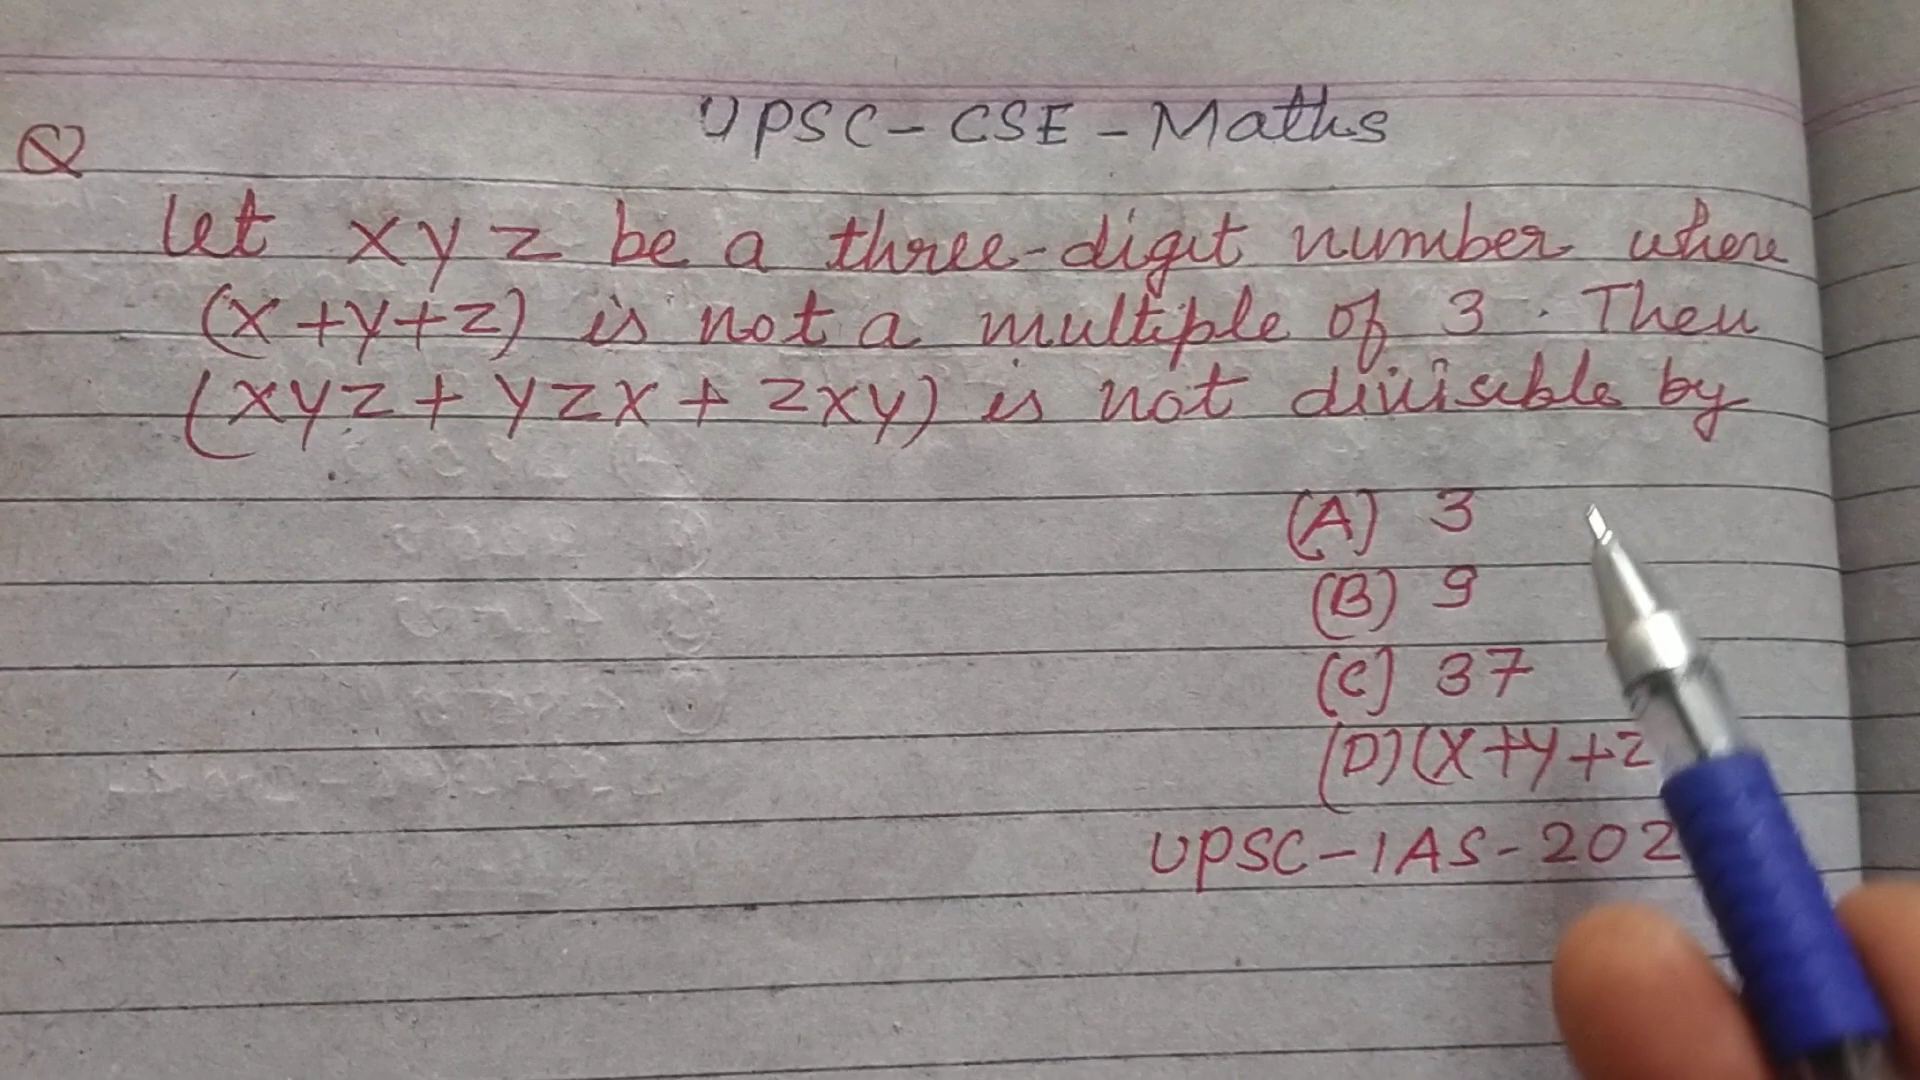 UPSC - CSE - Maths
Q
Let xyz be a three-digit number where
(x+y+z) is not a multiple of 3. Then
(xyz + yzx + zxy) is not divisible by
(A) 3
(B) 9
(C) 37
(D) (x+y+z
UPSC-IAS-202